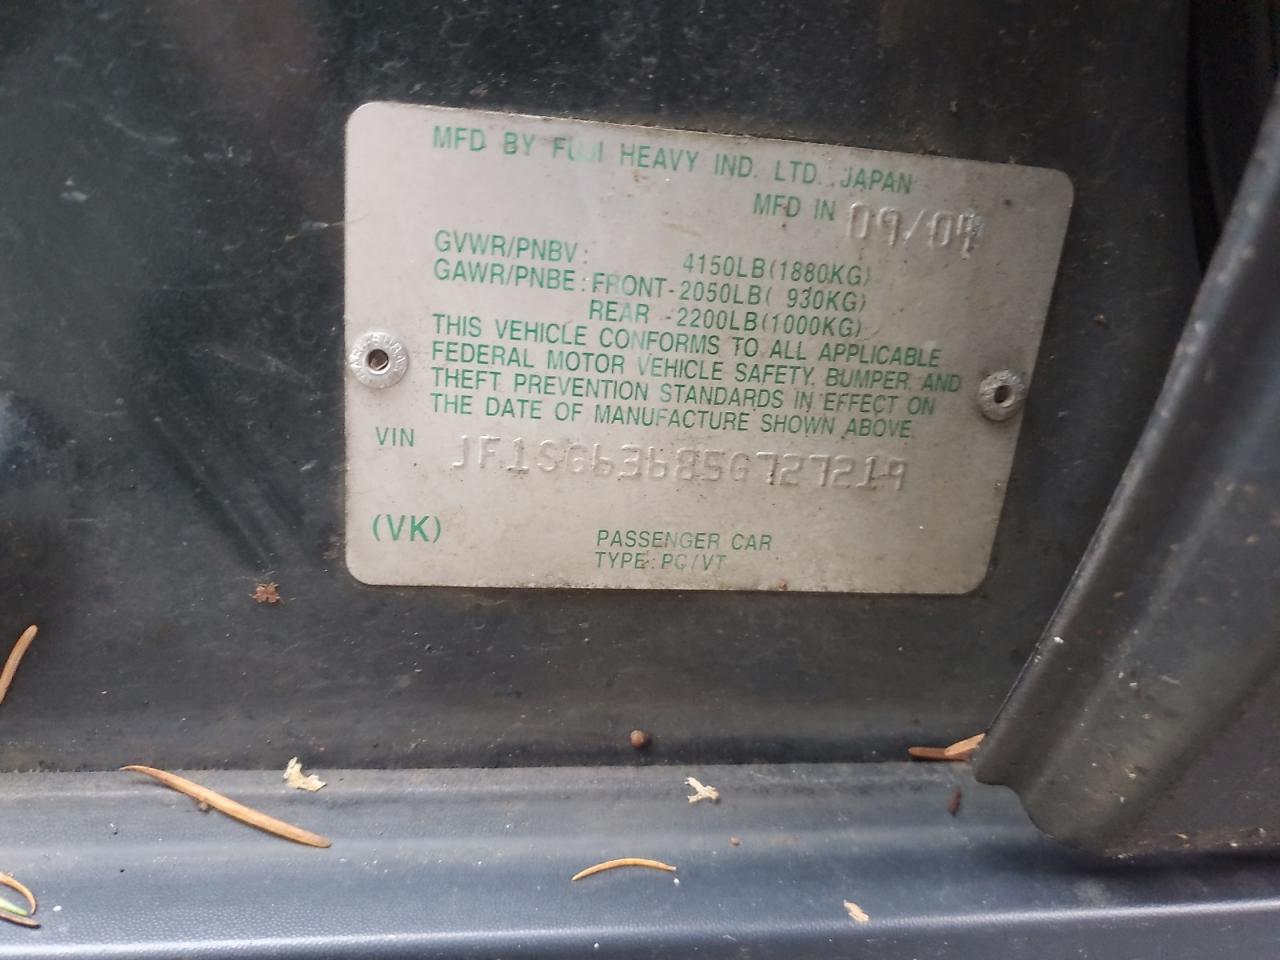 MFD BY FUJI HEAVY IND. LTD. JAPAN
MFD IN 09/04
GVWR/PNBV: 4150LB(1880KG)
GAWR/PNBE: FRONT-2050LB( 930KG)
REAR -2200LB(1000KG)
THIS VEHICLE CONFORMS TO ALL APPLICABLE
FEDERAL MOTOR VEHICLE SAFETY, BUMPER, AND
THEFT PREVENTION STANDARDS IN EFFECT ON
THE DATE OF MANUFACTURE SHOWN ABOVE.
VIN JF1SG63685G727219
(VK)
PASSENGER CAR
TYPE: PC/VT